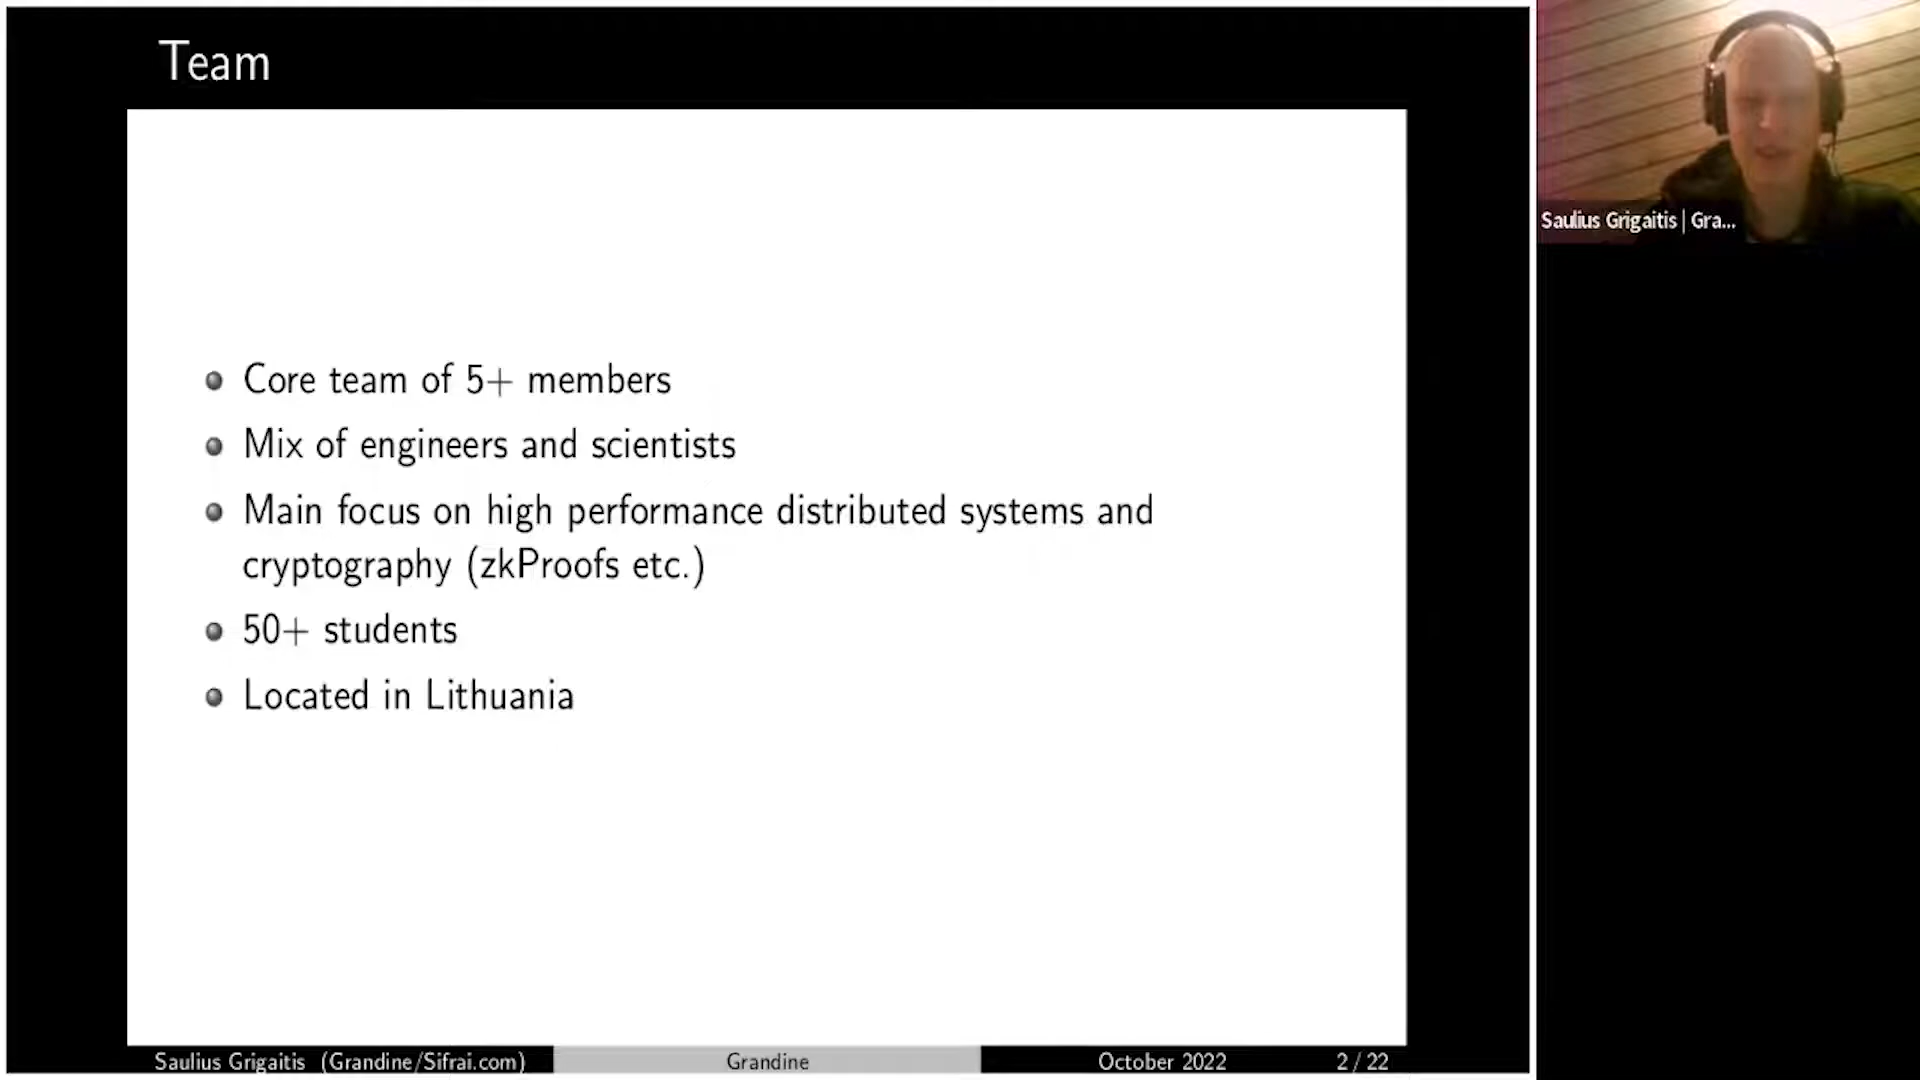 Team
Core team of 5+ members
Mix of engineers and scientists
Main focus on high performance distributed systems and
cryptography (zkProofs etc.)
50+ students
Located in Lithuania
Saulius Grigaitis (Grandine/Sifrai.com)
Grandine
October 2022
2 / 22
Saulius Grigaitis | Gra...